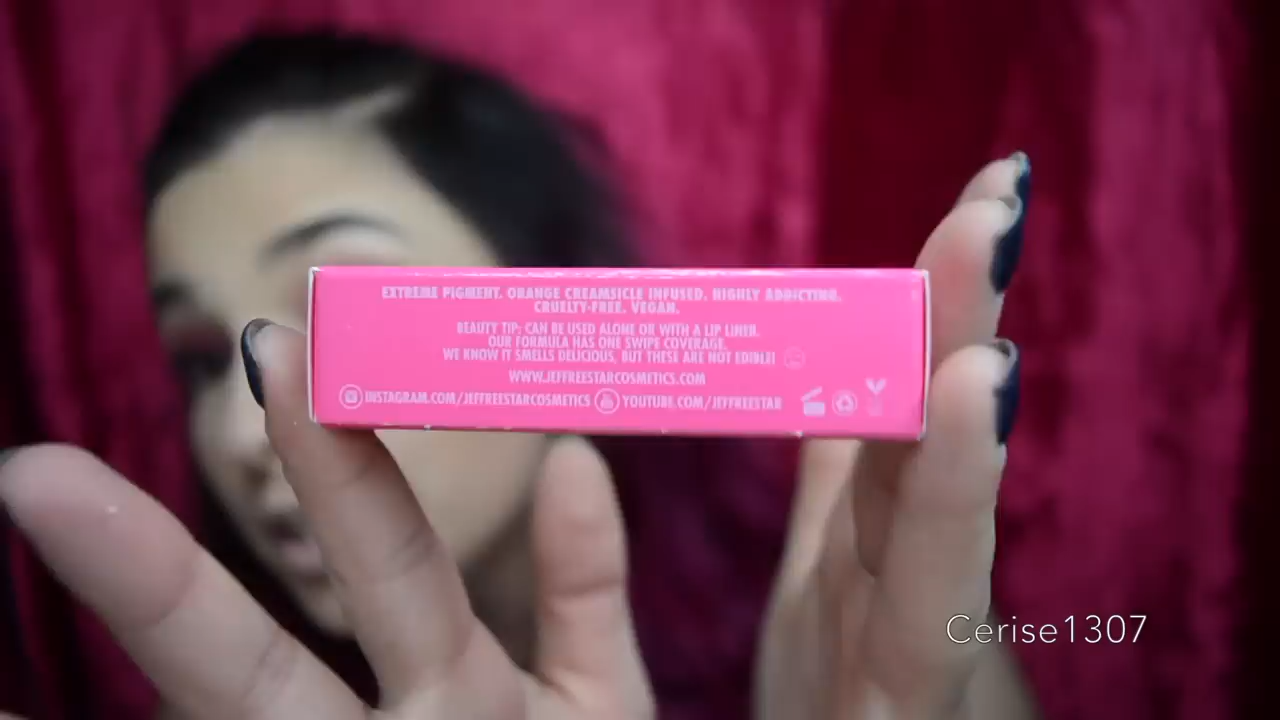 EXTREME PIGMENT. ORANGE CREAMSICLE INFUSED. HIGHLY ADDICTING.
CRUELTY-FREE. VEGAN.
BEAUTY TIP: CAN BE USED ALONE OR WITH A LIP LINER.
OUR FORMULA HAS ONE SWIPE COVERAGE.
WE KNOW IT SMELLS DELICIOUS, BUT THESE ARE NOT EDIBLE!
WWW.JEFFREESTARCOSMETICS.COM
INSTAGRAM.COM/JEFFREESTARCOSMETICS YOUTUBE.COM/JEFFREESTAR
Cerise1307